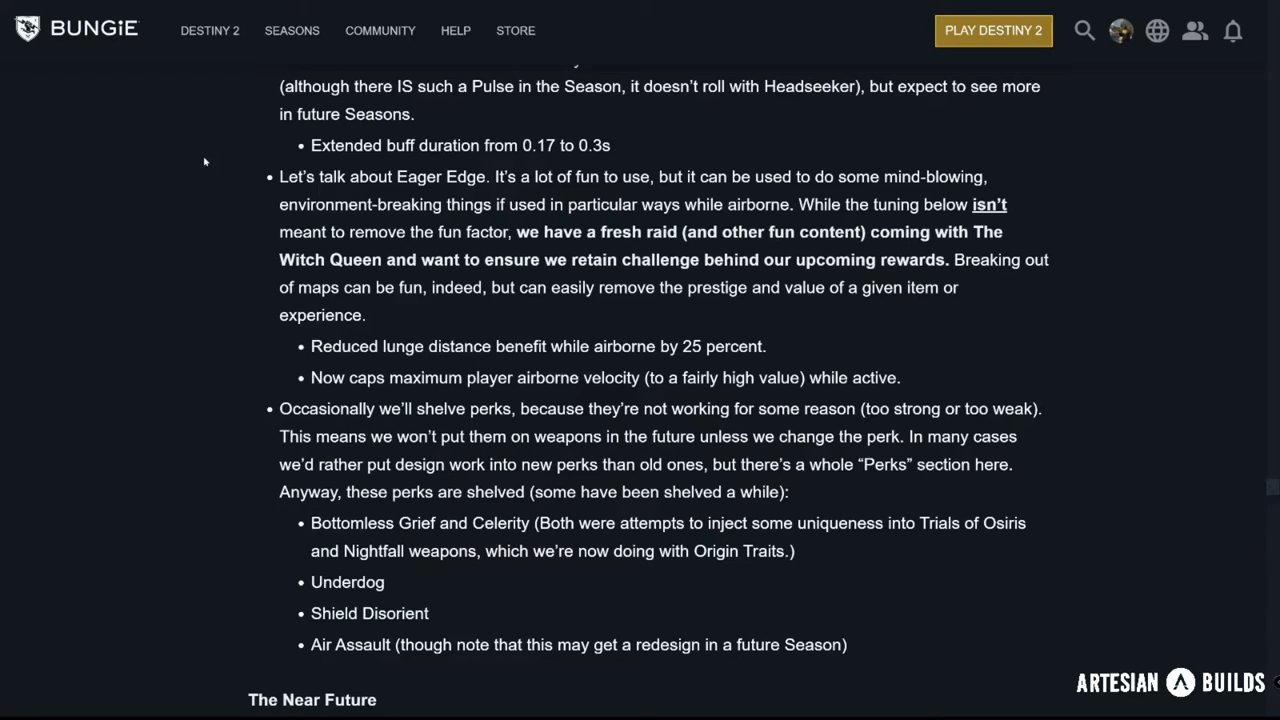 BUNGiE
DESTINY 2 SEASONS COMMUNITY HELP STORE
PLAY DESTINY 2
(although there IS such a Pulse in the Season, it doesn’t roll with Headseeker), but expect to see more
in future Seasons.
• Extended buff duration from 0.17 to 0.3s
• Let’s talk about Eager Edge. It’s a lot of fun to use, but it can be used to do some mind-blowing,
environment-breaking things if used in particular ways while airborne. While the tuning below isn’t
meant to remove the fun factor, we have a fresh raid (and other fun content) coming with The
Witch Queen and want to ensure we retain challenge behind our upcoming rewards. Breaking out
of maps can be fun, indeed, but can easily remove the prestige and value of a given item or
experience.
• Reduced lunge distance benefit while airborne by 25 percent.
• Now caps maximum player airborne velocity (to a fairly high value) while active.
• Occasionally we’ll shelve perks, because they’re not working for some reason (too strong or too weak).
This means we won’t put them on weapons in the future unless we change the perk. In many cases
we’d rather put design work into new perks than old ones, but there’s a whole “Perks” section here.
Anyway, these perks are shelved (some have been shelved a while):
• Bottomless Grief and Celerity (Both were attempts to inject some uniqueness into Trials of Osiris
and Nightfall weapons, which we’re now doing with Origin Traits.)
• Underdog
• Shield Disorient
• Air Assault (though note that this may get a redesign in a future Season)
The Near Future
ARTESIAN BUILDS